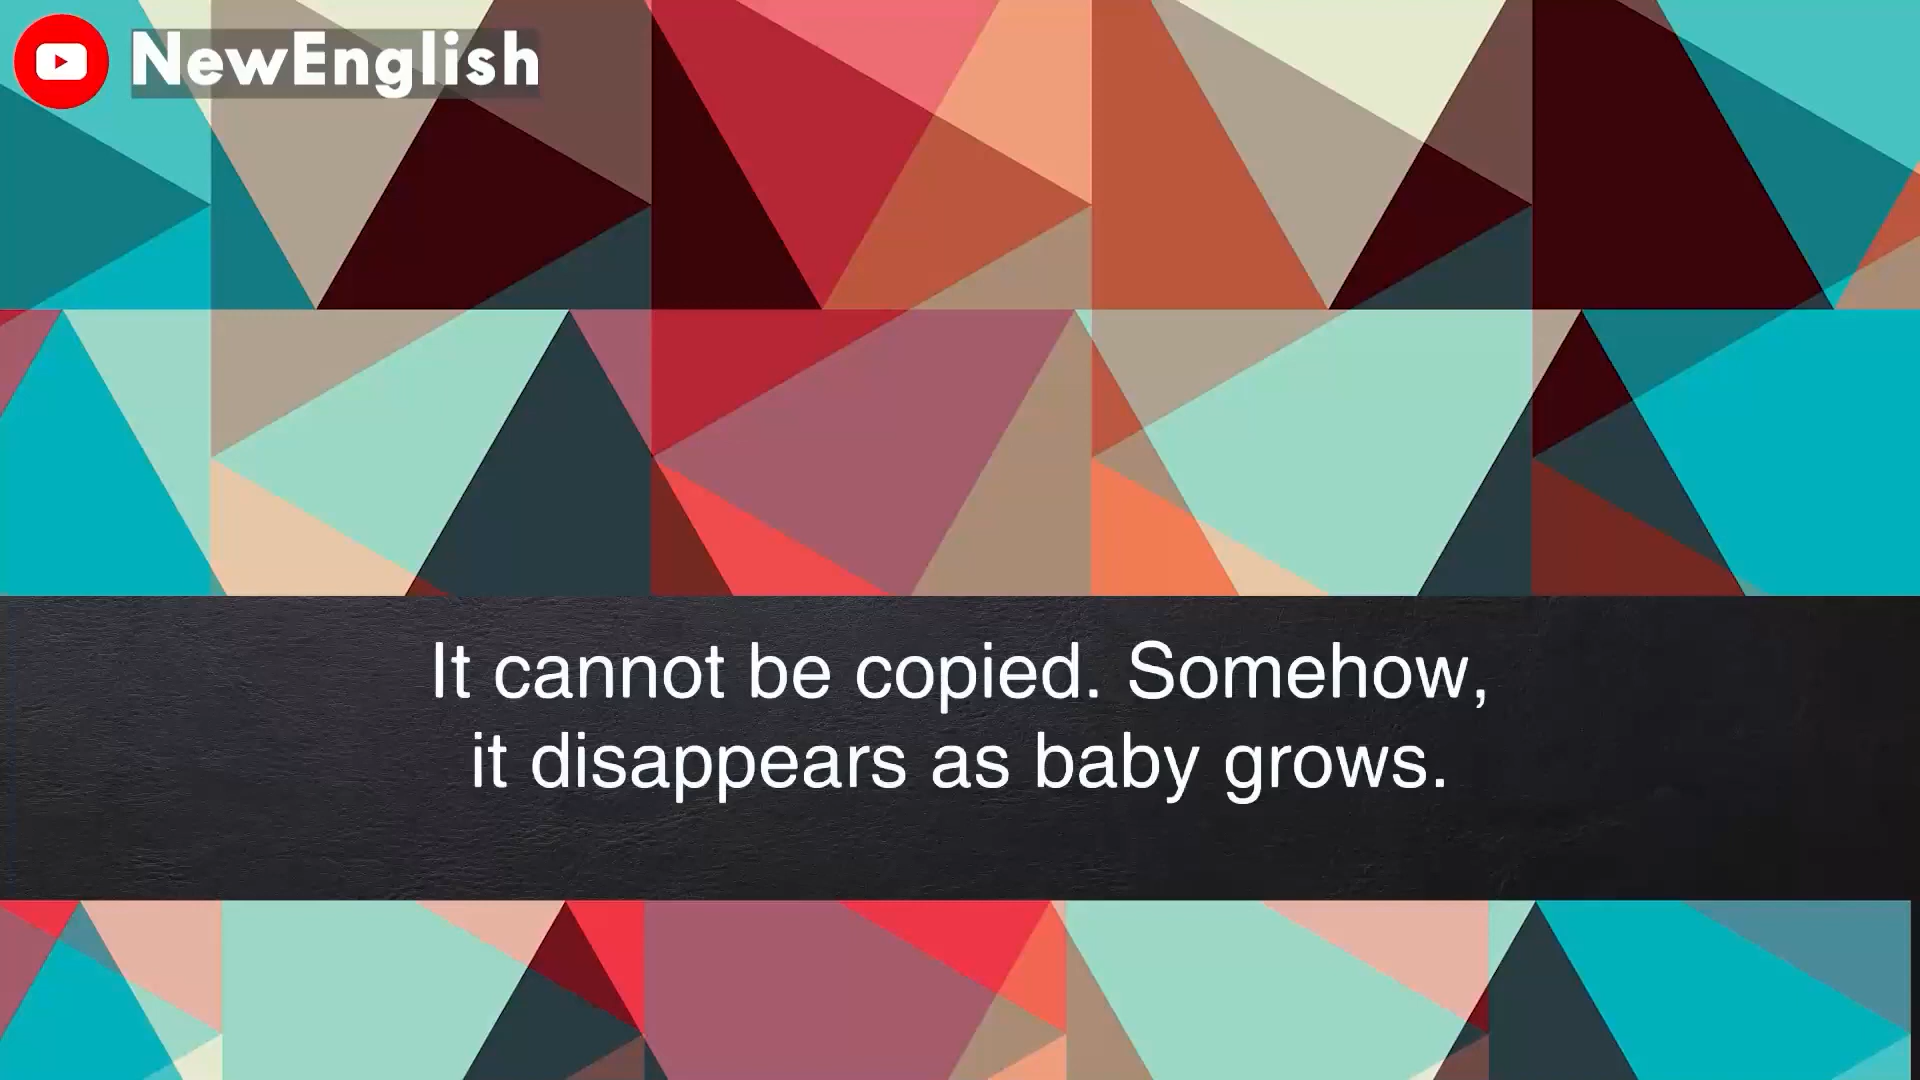 NewEnglish
It cannot be copied. Somehow,
it disappears as baby grows.